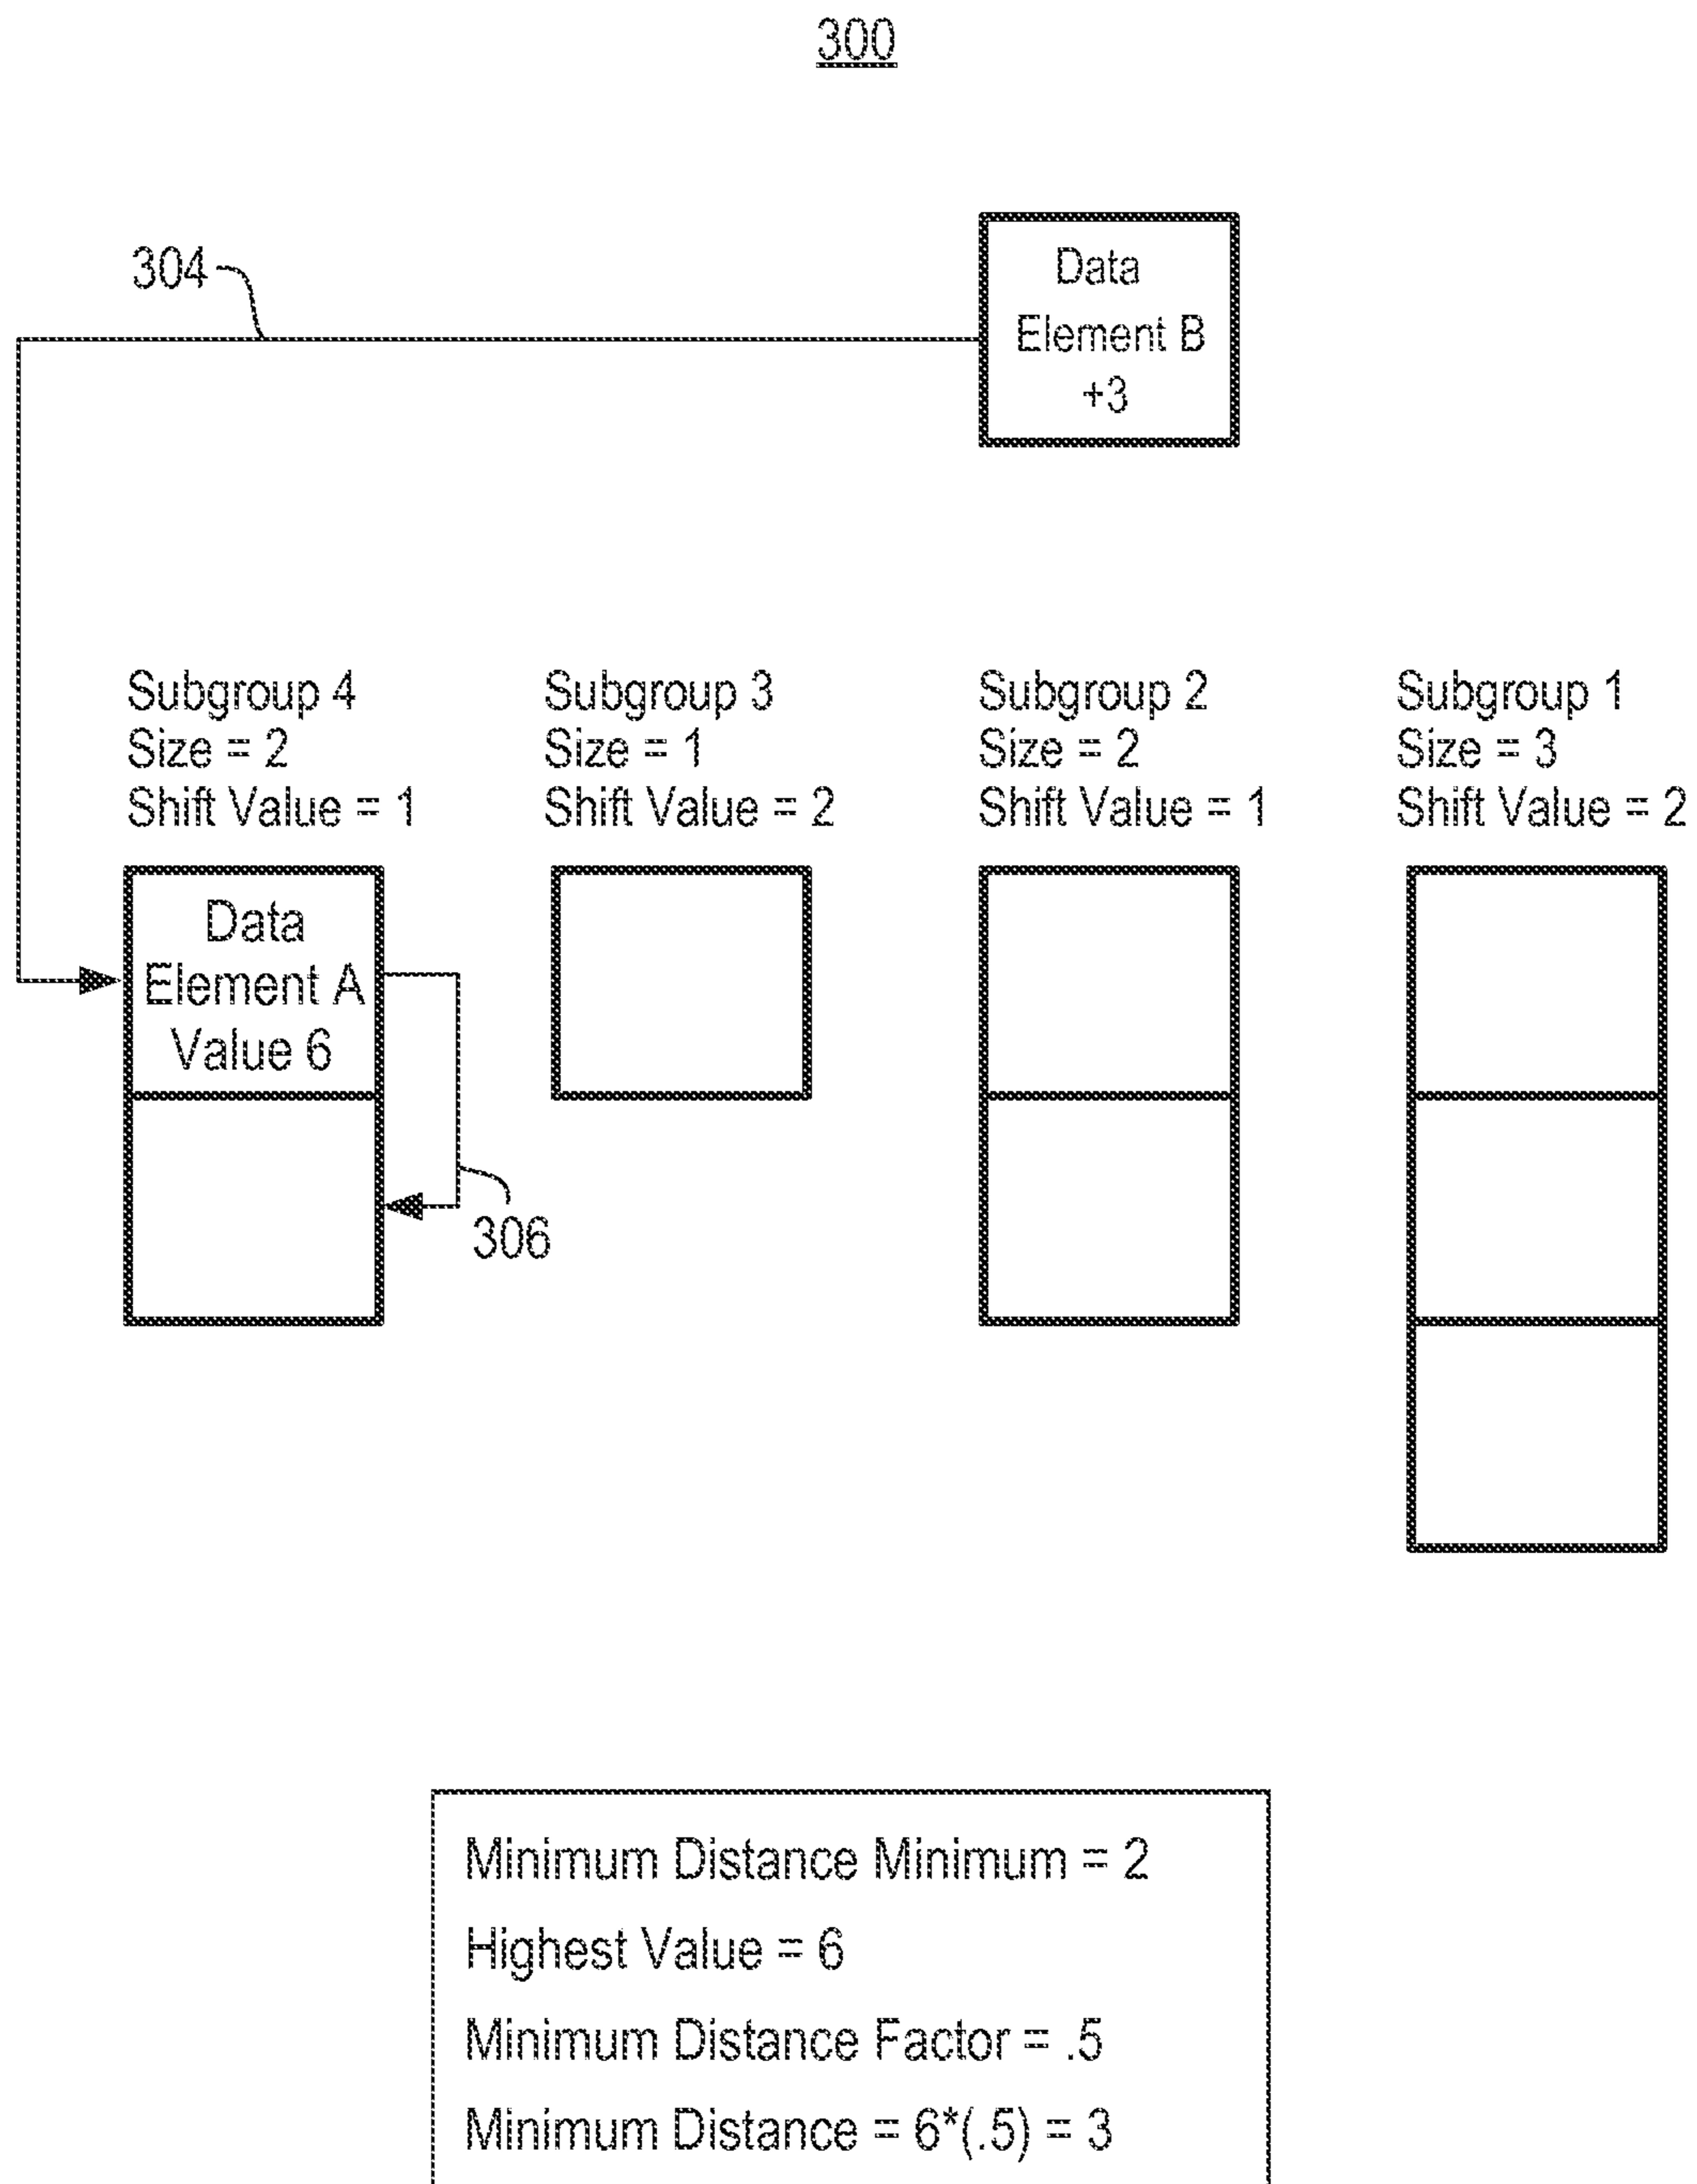 300
304
Data
Element B
+3
Subgroup 4
Size = 2
Shift Value = 1
Subgroup 3
Size = 1
Shift Value = 2
Subgroup 2
Size = 2
Shift Value = 1
Subgroup 1
Size = 3
Shift Value = 2
Data
Element A
Value 6
306
Minimum Distance Minimum = 2
Highest Value = 6
Minimum Distance Factor = .5
Minimum Distance = 6*(.5) = 3